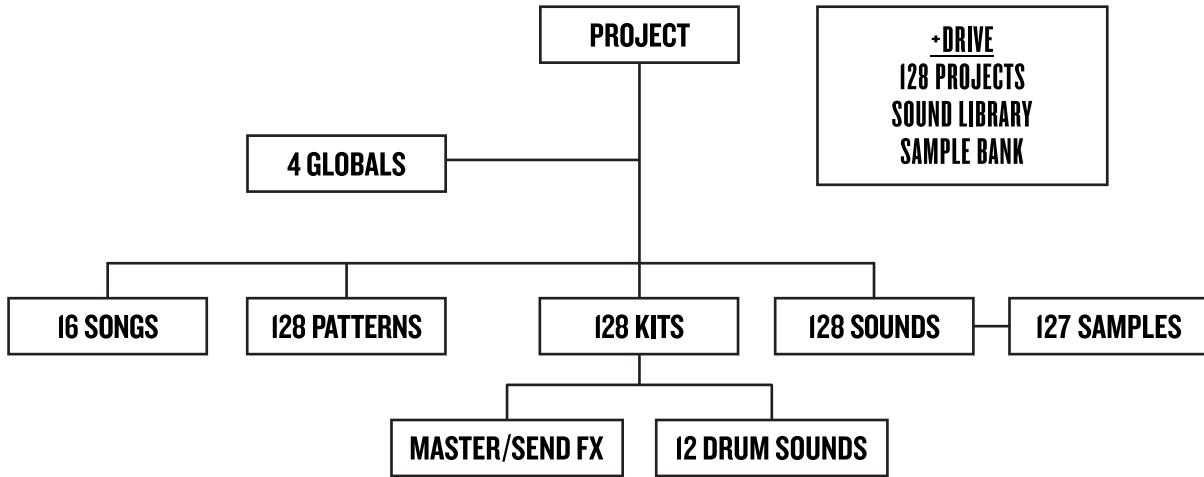 PROJECT
+DRIVE
128 PROJECTS
SOUND LIBRARY
SAMPLE BANK
4 GLOBALS
16 SONGS
128 PATTERNS
128 KITS
128 SOUNDS
127 SAMPLES
MASTER/SEND FX
12 DRUM SOUNDS